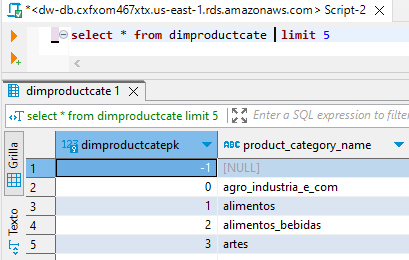 *<dw-db.cxfxom467xtx.us-east-1.rds.amazonaws.com> Script-2
select * from dimproductcate limit 5
dimproductcate 1
select * from dimproductcate limit 5
Enter a SQL expression to filter
Grilla
Texto
123 dimproductcatepk
ABC product_category_name
1 -1 [NULL]
2 0 agro_industria_e_com
3 1 alimentos
4 2 alimentos_bebidas
5 3 artes